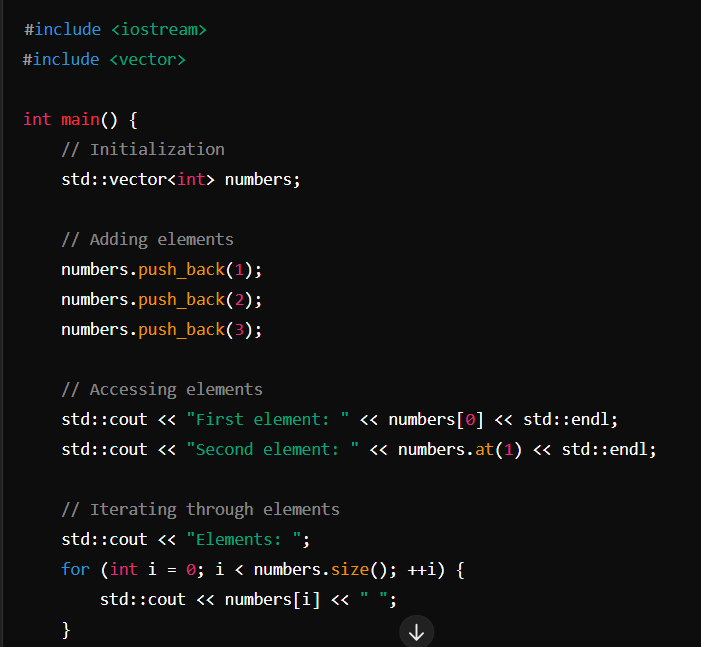 #include <iostream>
#include <vector>

int main() {
    // Initialization
    std::vector<int> numbers;

    // Adding elements
    numbers.push_back(1);
    numbers.push_back(2);
    numbers.push_back(3);

    // Accessing elements
    std::cout << "First element: " << numbers[0] << std::endl;
    std::cout << "Second element: " << numbers.at(1) << std::endl;

    // Iterating through elements
    std::cout << "Elements: ";
    for (int i = 0; i < numbers.size(); ++i) {
        std::cout << numbers[i] << " ";
    }